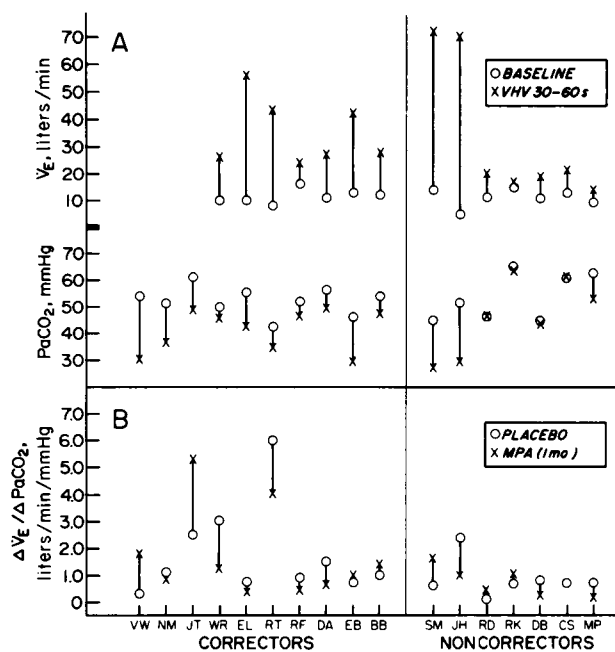 A
V̇E, liters/min
70
60
50
40
30
20
10
○ BASELINE
× VHV 30-60s
PaCO2, mmHg
70
60
50
40
30
B
ΔV̇E/ΔPaCO2,
liters/min/mmHg
7.0
6.0
5.0
4.0
3.0
2.0
1.0
0
○ PLACEBO
× MPA (1mo)
VW NM JT WR EL RT RF DA EB BB SM JH RD RK DB CS MP
CORRECTORS NONCORRECTORS